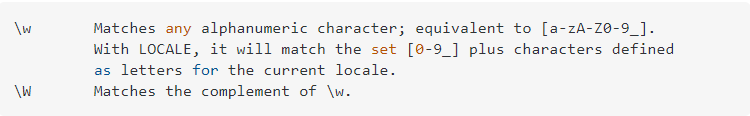 \w Matches any alphanumeric character; equivalent to [a-zA-Z0-9_].
With LOCALE, it will match the set [0-9_] plus characters defined
as letters for the current locale.
\W Matches the complement of \w.